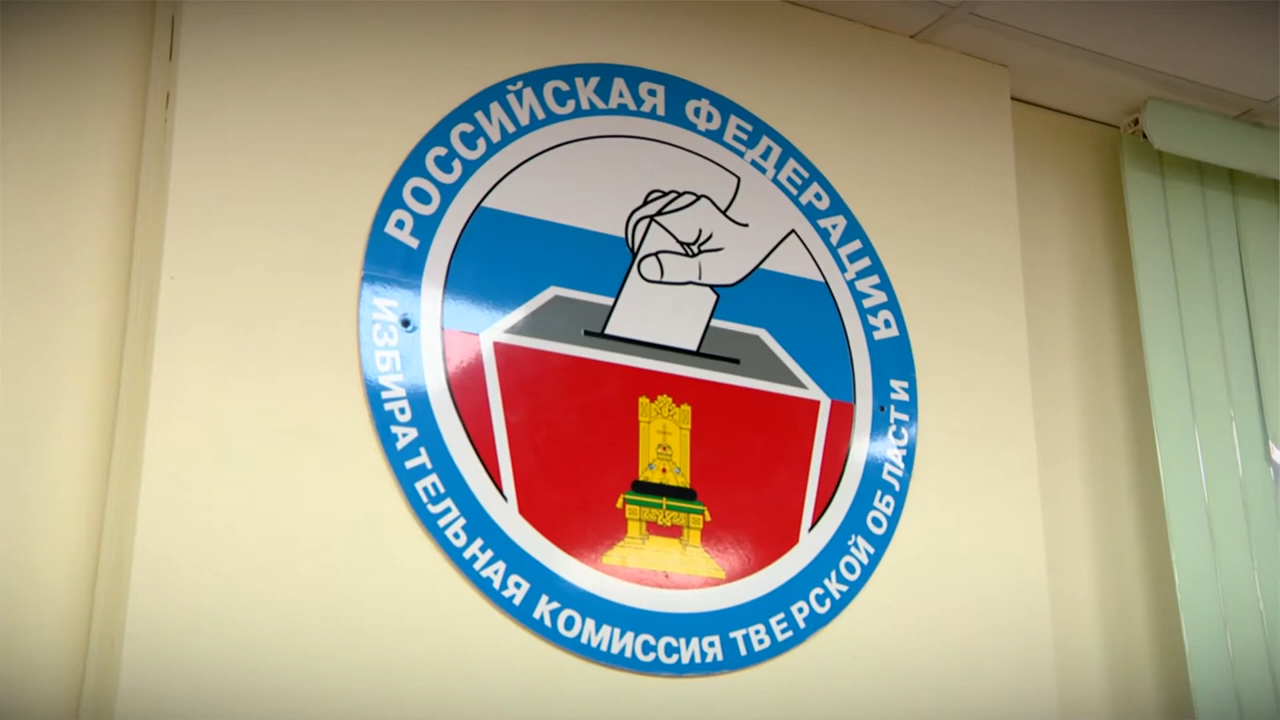 РОССИЙСКАЯ ФЕДЕРАЦИЯ
ИЗБИРАТЕЛЬНАЯ КОМИССИЯ ТВЕРСКОЙ ОБЛАСТИ